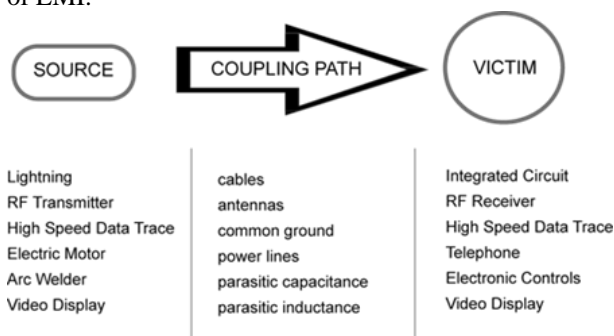 of EMI.
SOURCE
COUPLING PATH
VICTIM
Lightning
RF Transmitter
High Speed Data Trace
Electric Motor
Arc Welder
Video Display
cables
antennas
common ground
power lines
parasitic capacitance
parasitic inductance
Integrated Circuit
RF Receiver
High Speed Data Trace
Telephone
Electronic Controls
Video Display